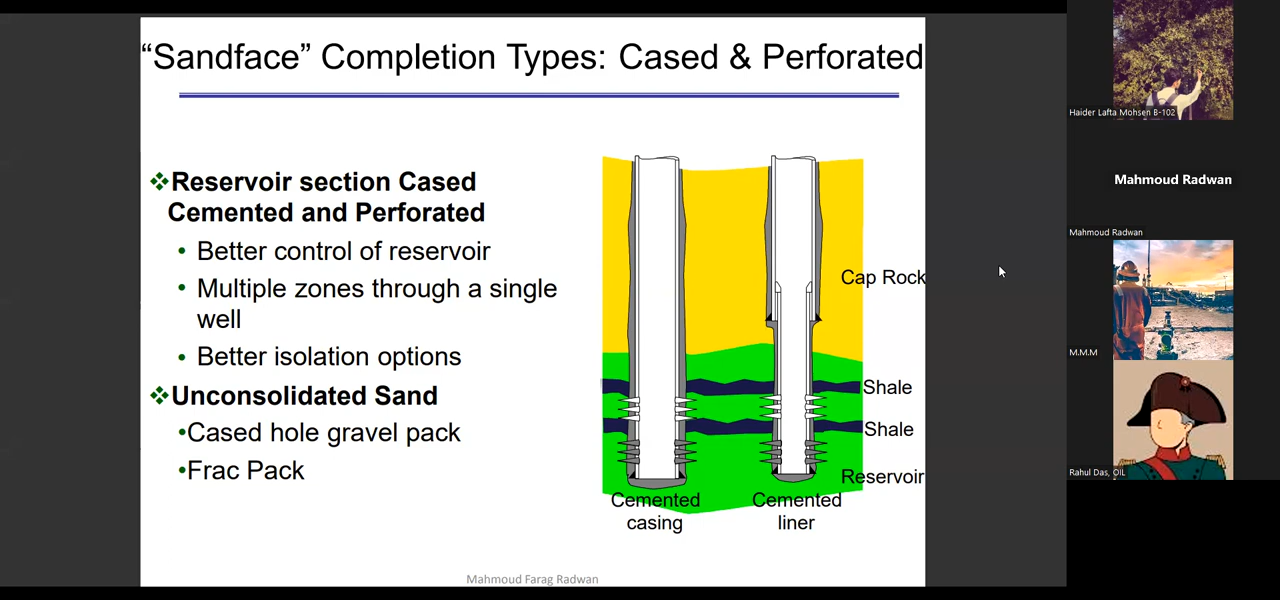 “Sandface” Completion Types: Cased & Perforated
❖Reservoir section Cased
Cemented and Perforated
• Better control of reservoir
• Multiple zones through a single
well
• Better isolation options
❖Unconsolidated Sand
•Cased hole gravel pack
•Frac Pack
Cap Rock
Shale
Shale
Reservoir
Cemented
casing
Cemented
liner
Mahmoud Farag Radwan
Haider Lafta Mohsen B-102
Mahmoud Radwan
Mahmoud Radwan
M.M.M
Rahul Das, OIL